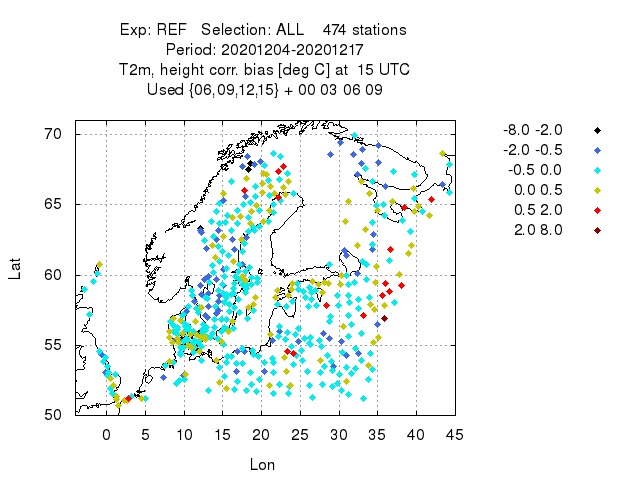 Exp: REF   Selection: ALL    474 stations
Period: 20201204-20201217
T2m, height corr. bias [deg C] at  15 UTC
Used {06,09,12,15} + 00 03 06 09
70
65
60
55
50
Lat
0 5 10 15 20 25 30 35 40 45
Lon
-8.0 -2.0
-2.0 -0.5
-0.5 0.0
0.0 0.5
0.5 2.0
2.0 8.0